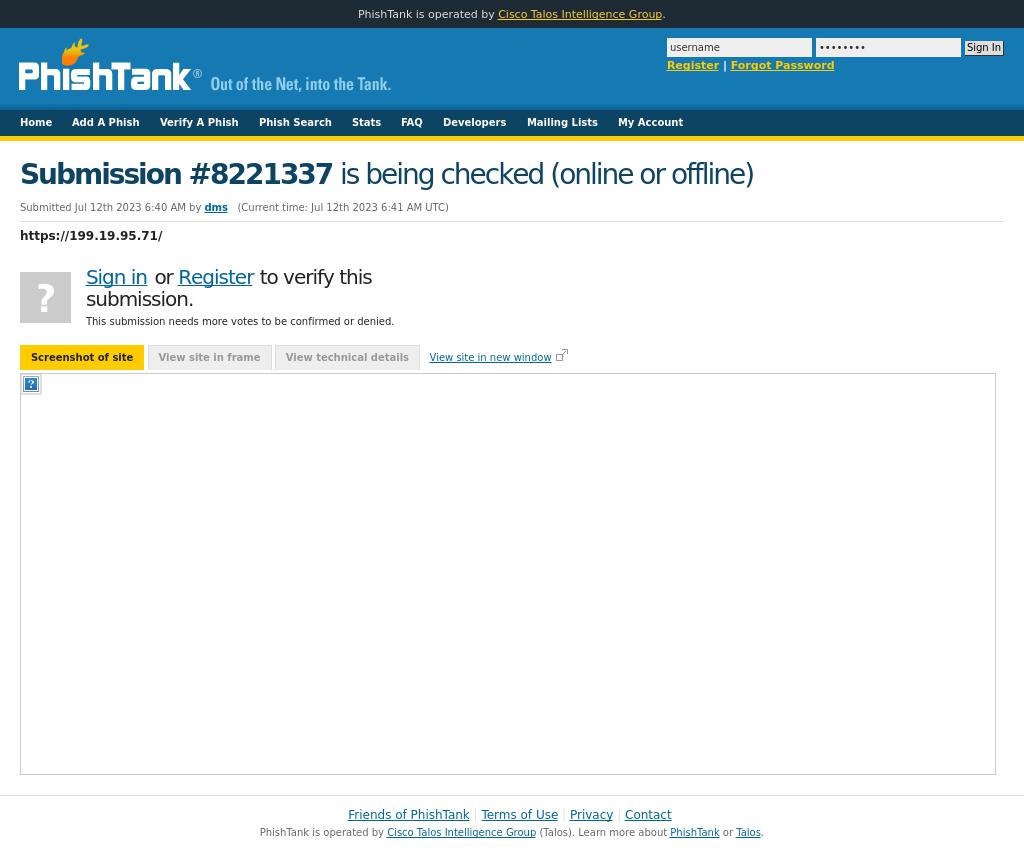 PhishTank is operated by Cisco Talos Intelligence Group.
username
••••••••
Sign In
Register | Forgot Password
PhishTank® Out of the Net, into the Tank.
Home Add A Phish Verify A Phish Phish Search Stats FAQ Developers Mailing Lists My Account
Submission #8221337 is being checked (online or offline)
Submitted Jul 12th 2023 6:40 AM by dms (Current time: Jul 12th 2023 6:41 AM UTC)
https://199.19.95.71/
?
Sign in or Register to verify this
submission.
This submission needs more votes to be confirmed or denied.
Screenshot of site View site in frame View technical details View site in new window
?
Friends of PhishTank | Terms of Use | Privacy | Contact
PhishTank is operated by Cisco Talos Intelligence Group (Talos). Learn more about PhishTank or Talos.